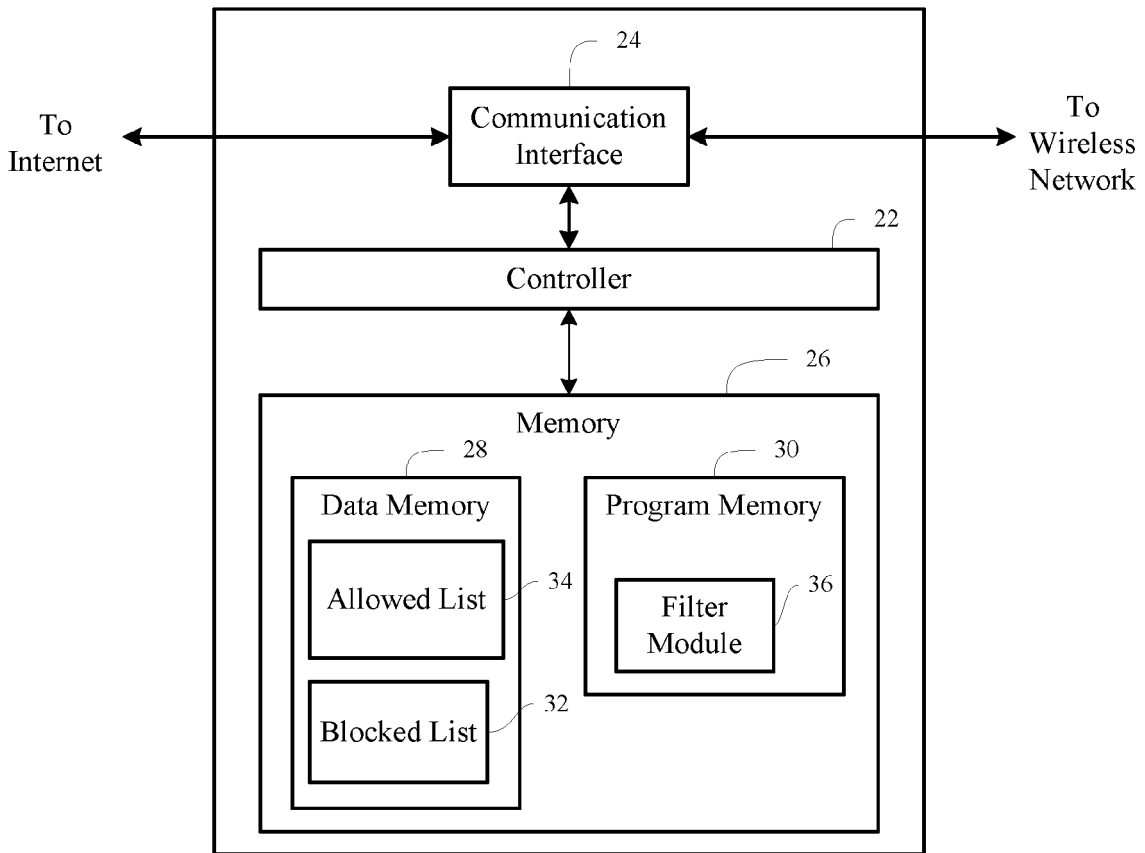 24
To
Internet
Communication
Interface
To
Wireless
Network
22
Controller
26
Memory
28
30
Data Memory
Program Memory
Allowed List
34
Filter
Module
36
Blocked List
32